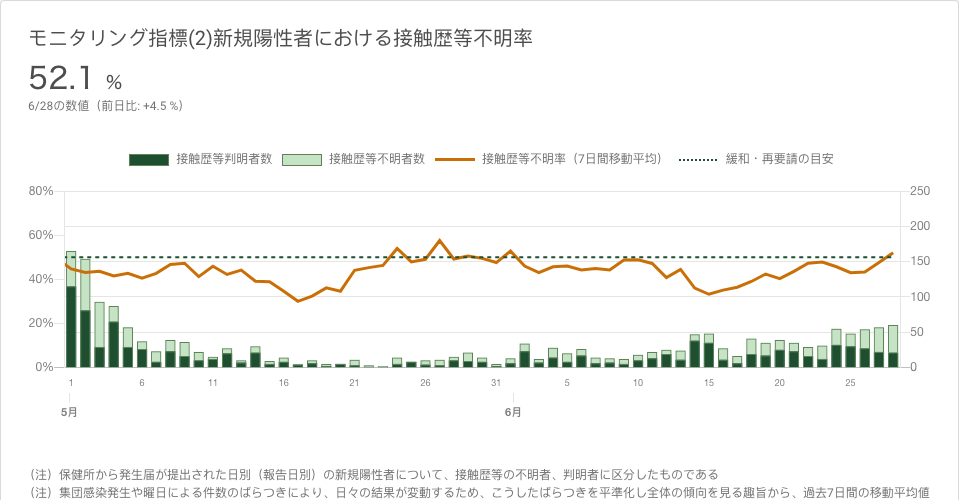 モニタリング指標(2)新規陽性者における接触歴等不明率
52.1 %
6/28の数値（前日比: +4.5 %）
接触歴等判明者数 接触歴等不明者数 接触歴等不明率（7日間移動平均） 緩和・再要請の目安
80% 250
200
60%
150
40%
100
20%
50
0% 0
1 6 11 16 21 26 31 5 10 15 20 25
5月 6月
（注）保健所から発生届が提出された日別（報告日別）の新規陽性者について、接触歴等の不明者、判明者に区分したものである
（注）集団感染発生や曜日による件数のばらつきにより、日々の結果が変動するため、こうしたばらつきを平準化し全体の傾向を見る趣旨から、過去7日間の移動平均値